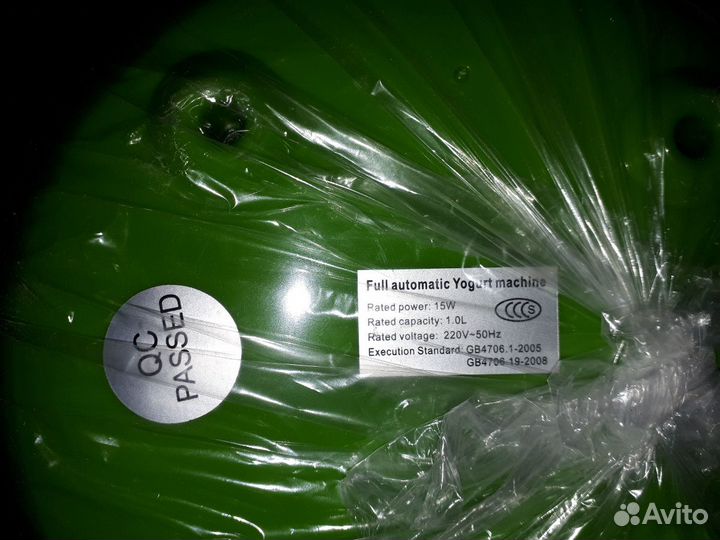 QC
PASSED
Full automatic Yogurt machine
Rated power: 15W
Rated capacity: 1.0L
Rated voltage: 220V~50Hz
Execution Standard: GB4706.1-2005
GB4706.19-2008
CCC S
Avito